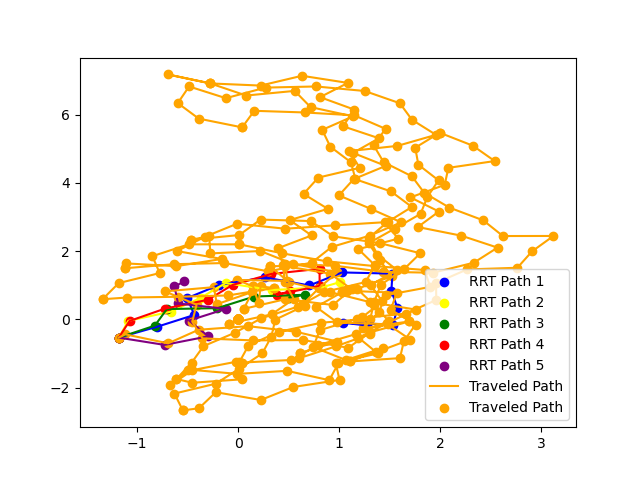 6
4
2
0
−2
−1
0
1
2
3
RRT Path 1
RRT Path 2
RRT Path 3
RRT Path 4
RRT Path 5
Traveled Path
Traveled Path